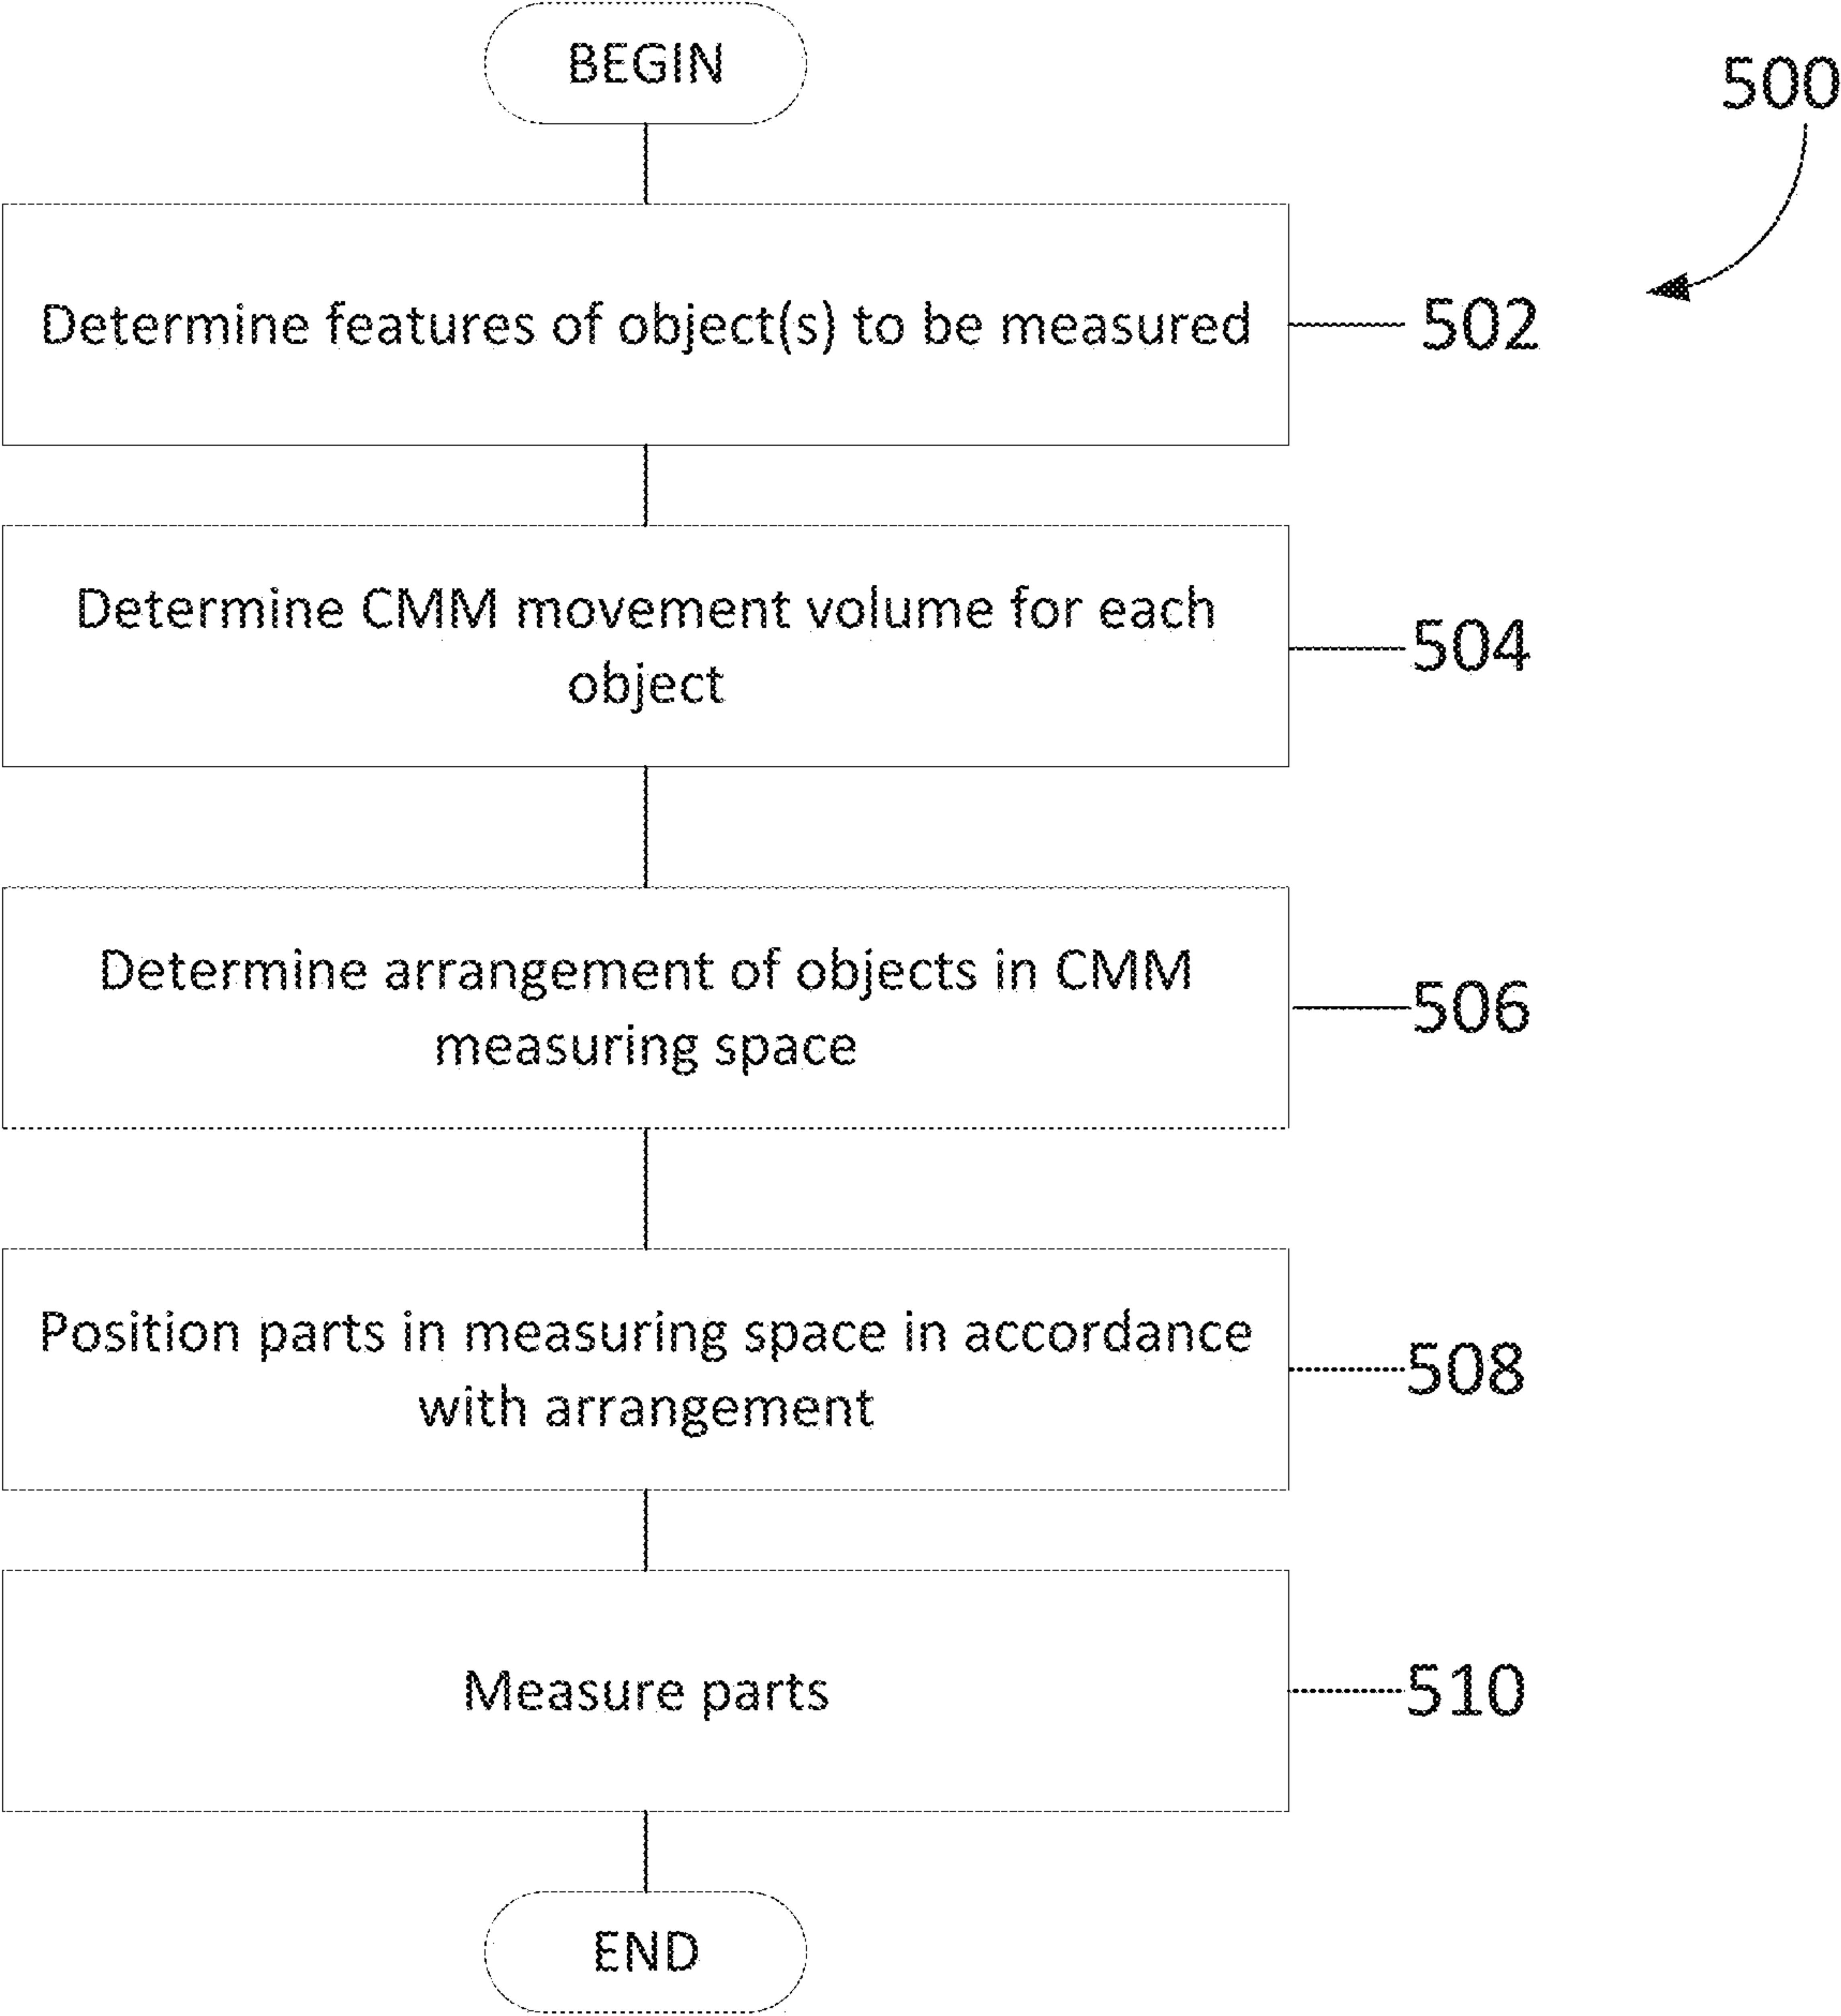 BEGIN
500
Determine features of object(s) to be measured
502
Determine CMM movement volume for each
object
504
Determine arrangement of objects in CMM
measuring space
506
Position parts in measuring space in accordance
with arrangement
508
Measure parts
510
END